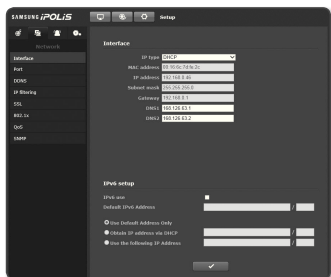 SAMSUNG iPOLiS
Setup
Network
Interface
Port
DDNS
IP filtering
SSL
802.1x
QoS
SNMP
Interface
IP type DHCP
MAC address
IP address 192.168.0.46
Subnet mask 255.255.255.0
Gateway 192.168.0.1
DNS1 168.126.63.1
DNS2 168.126.63.2
IPv6 setup
IPv6 use
Default IPv6 Address /
Use Default Address Only
Obtain IP address via DHCP /
Use the following IP Address /